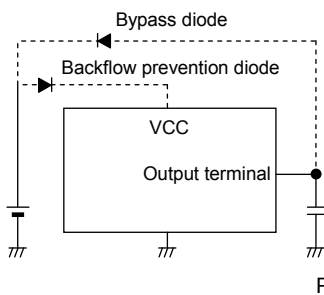 Bypass diode
Backflow prevention diode
VCC
Output terminal
F